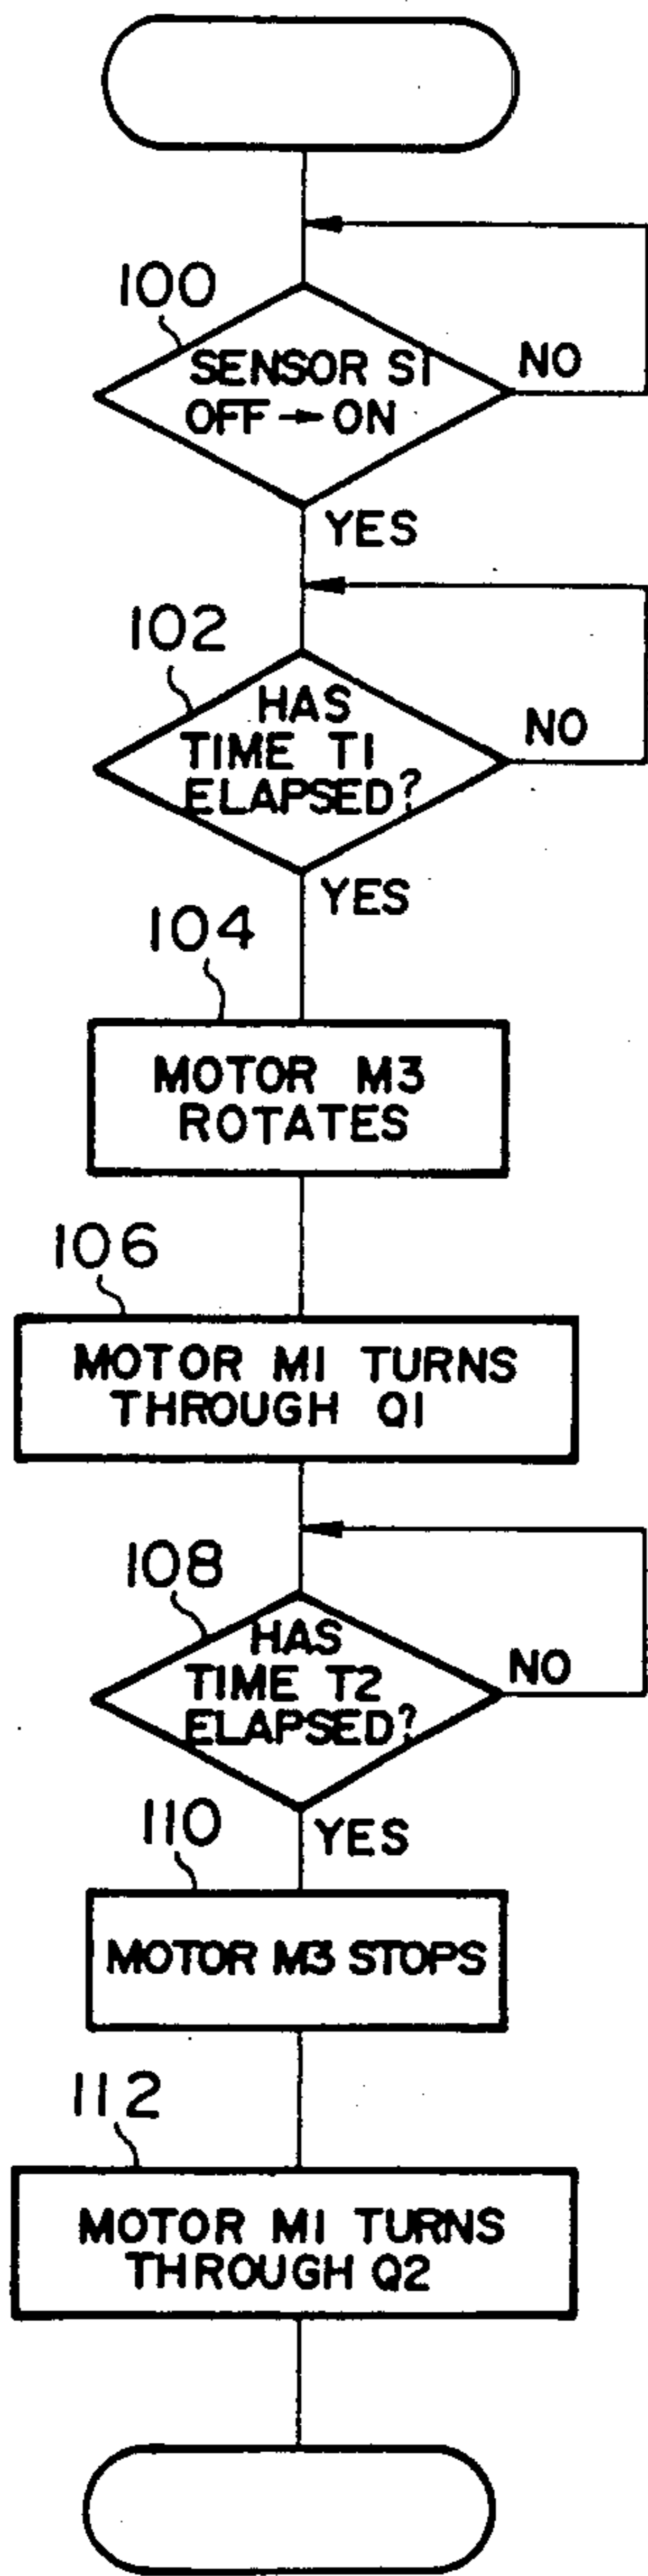 100
SENSOR S1
OFF → ON
NO
YES
102
HAS
TIME T1
ELAPSED?
NO
YES
104
MOTOR M3
ROTATES
106
MOTOR M1 TURNS
THROUGH Q1
108
HAS
TIME T2
ELAPSED?
NO
YES
110
MOTOR M3 STOPS
112
MOTOR M1 TURNS
THROUGH Q2